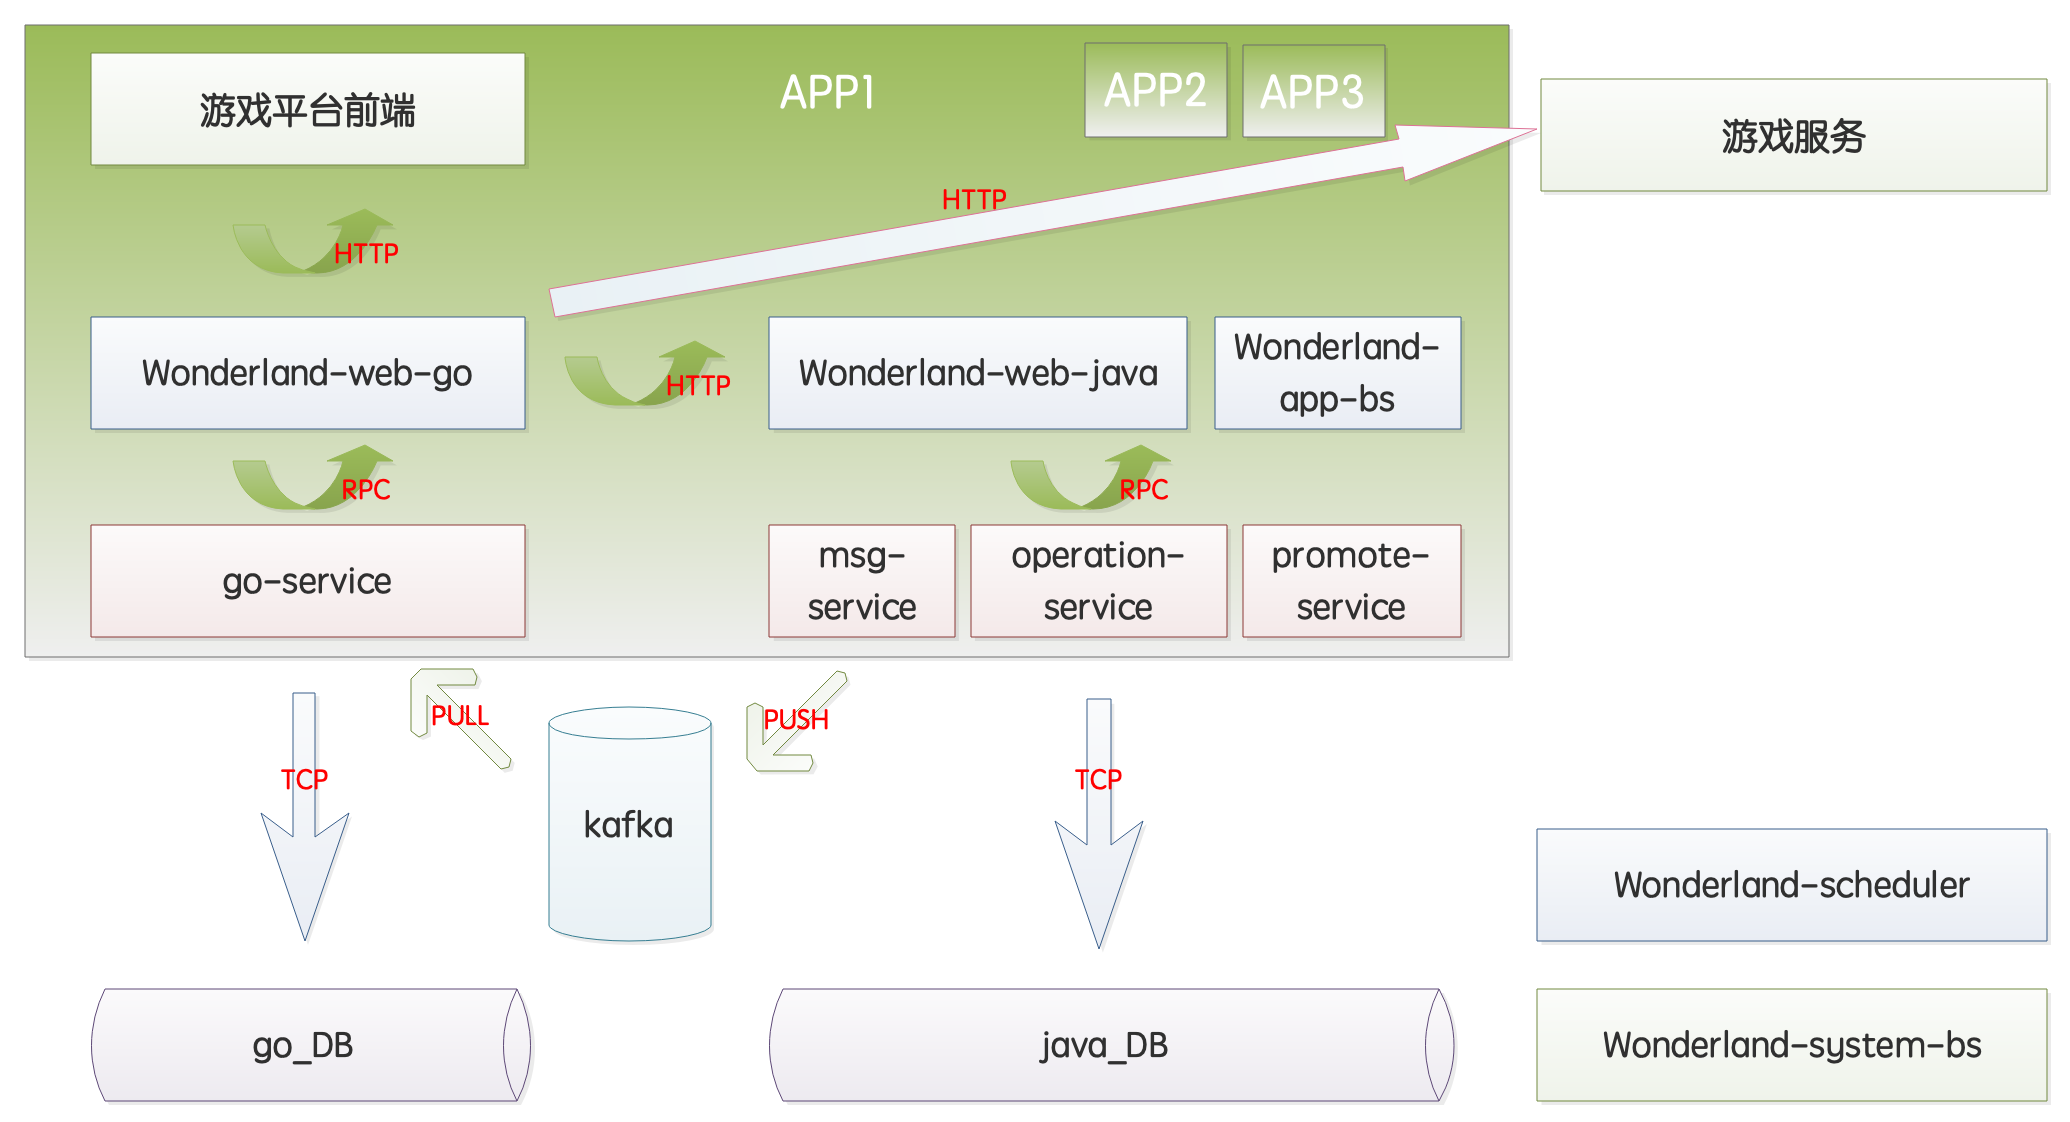 游戏平台前端
APP1
APP2
APP3
游戏服务
HTTP
HTTP
Wonderland-web-go
HTTP
Wonderland-web-java
Wonderland-
app-bs
RPC
RPC
go-service
msg-
service
operation-
service
promote-
service
PULL
PUSH
TCP
TCP
kafka
Wonderland-scheduler
go_DB
java_DB
Wonderland-system-bs